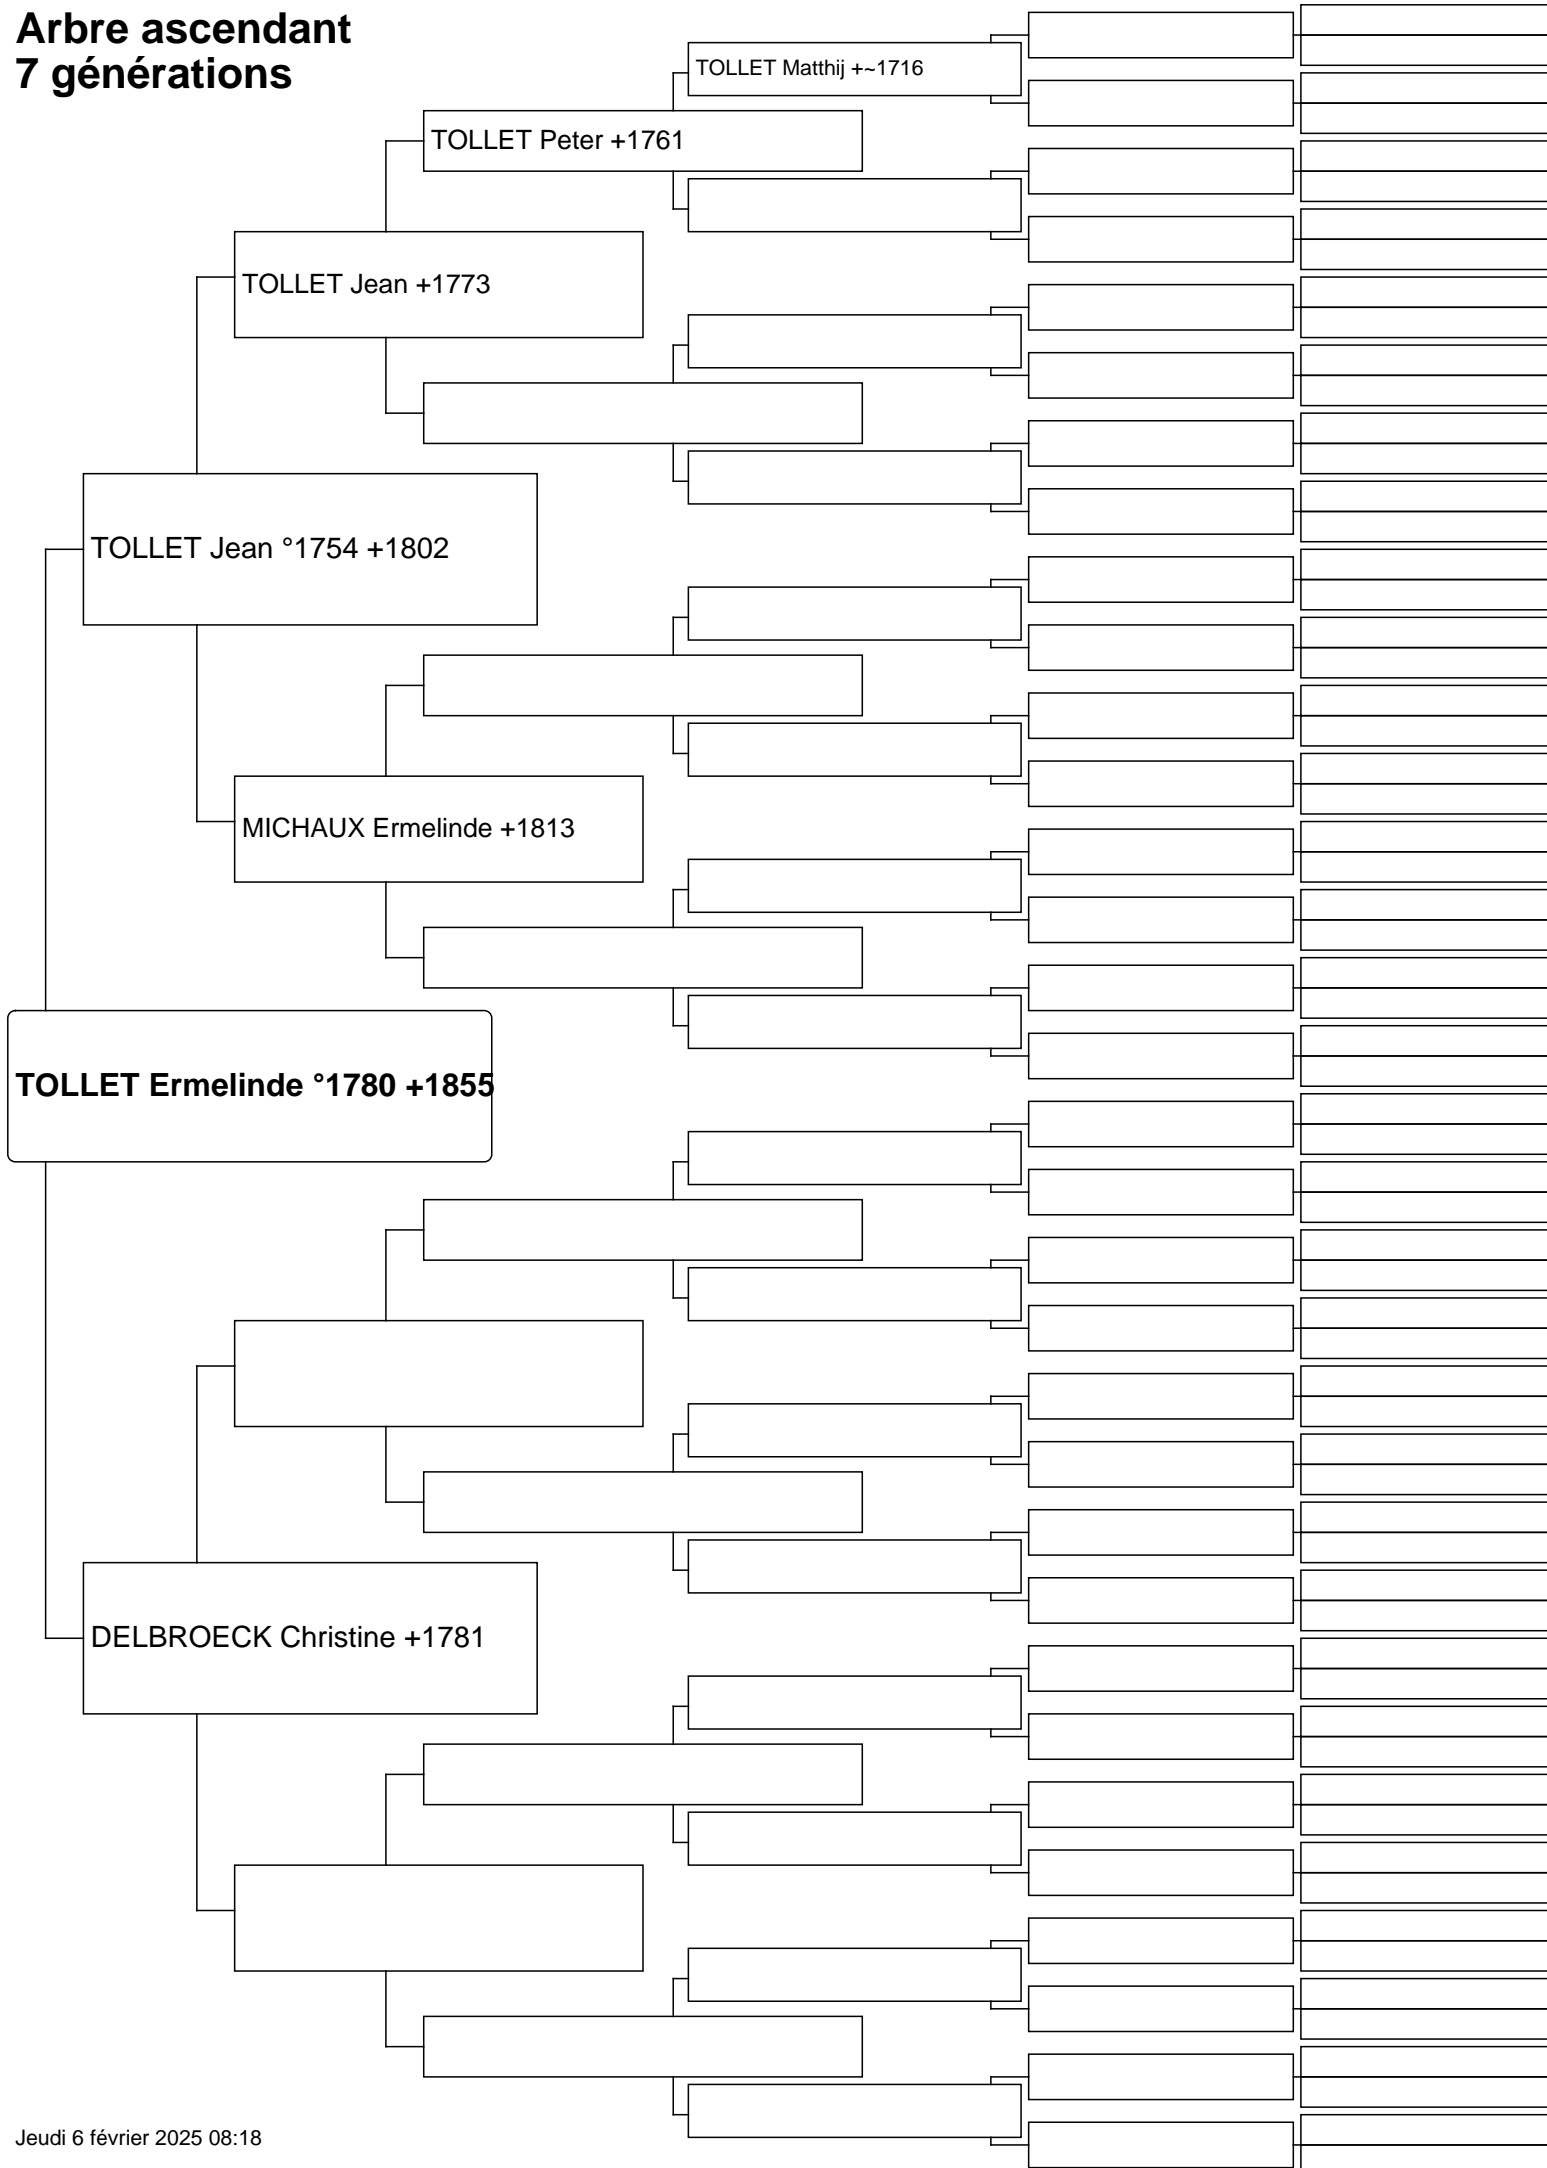 Arbre ascendant
7 générations
TOLLET Matthij +~1716
TOLLET Peter +1761
TOLLET Jean +1773
TOLLET Jean °1754 +1802
MICHAUX Ermelinde +1813
TOLLET Ermelinde °1780 +1855
DELBROECK Christine +1781
Jeudi 6 février 2025 08:18